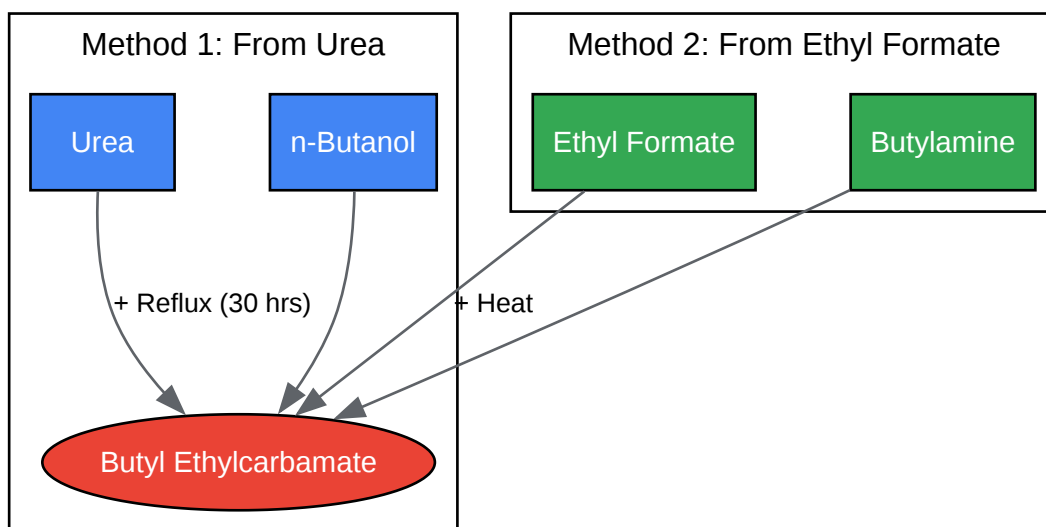 Method 1: From Urea
Method 2: From Ethyl Formate
Urea
n-Butanol
Ethyl Formate
Butylamine
+ Reflux (30 hrs)
+ Heat
Butyl Ethylcarbamate